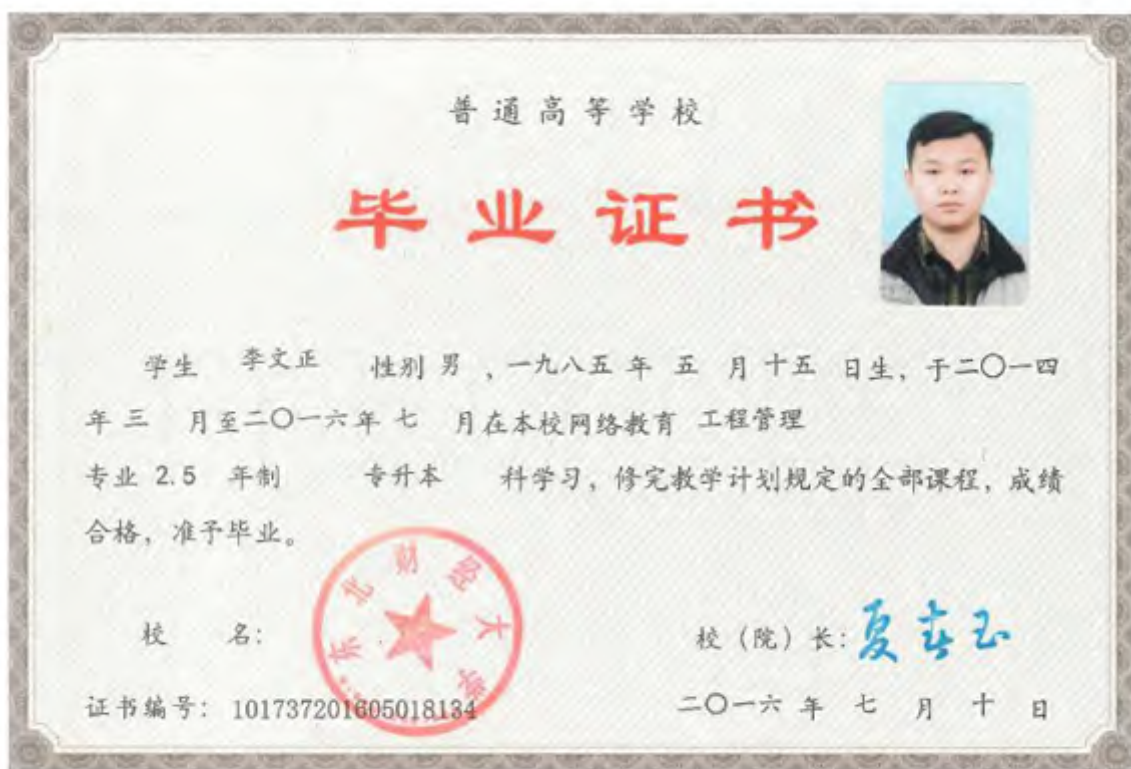 普通高等学校
毕业证书
学生 李文正 性别 男 ，一九八五 年 五 月 十五 日生，于二〇一四
年 三 月至二〇一六年 七 月在本校网络教育 工程管理
专业 2.5 年制 专升本 科学习，修完教学计划规定的全部课程，成绩
合格，准予毕业。
东北财经大学
校 名：
校（院）长：夏春玉
证书编号：101737201605018134
二〇一六 年 七 月 十 日